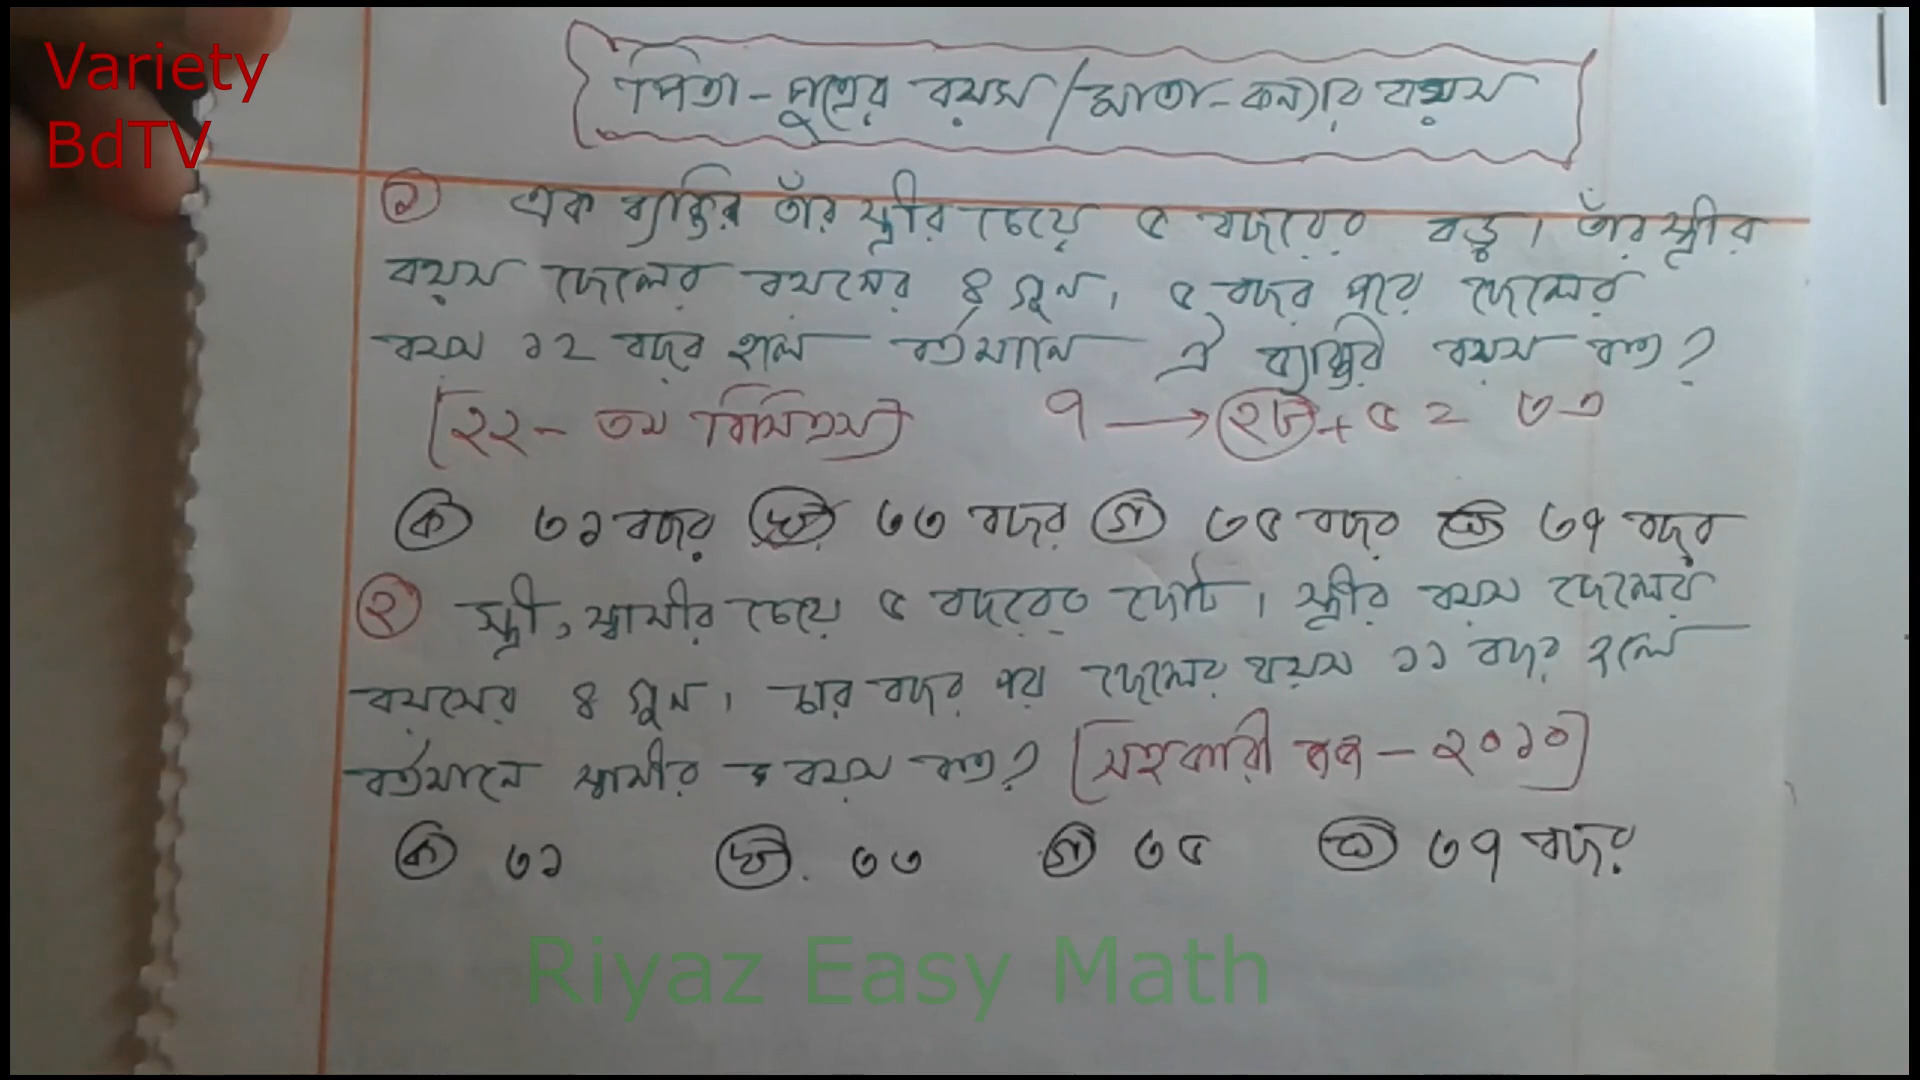 Variety
BdTV
পিতা-পুত্রের বয়স/মাতা-কন্যার বয়স
১ এক ব্যক্তির তাঁর স্ত্রীর চেয়ে ৫ বছরের বড়। তাঁর স্ত্রীর
বয়স ছেলের বয়সের ৪ গুন। ৫ বছর পরে ছেলের
বয়স ১২ বছর হলে বর্তমানে ঐ ব্যক্তির বয়স কত?
[২২- তম বিসিএস] ৭ → ২৮ + ৫ = ৩৩
ক ৩১ বছর খ ৩৩ বছর গ ৩৫ বছর ঘ ৩৭ বছর
২ স্ত্রী, স্বামীর চেয়ে ৫ বছরের ছোট। স্ত্রীর বয়স ছেলের
বয়সের ৪ গুন। চার বছর পর ছেলের বয়স ১১ বছর হলে
বর্তমানে স্বামীর বয়স কত? [সহকারী জজ - ২০১০]
ক ৩১ খ ৩৩ গ ৩৫ ঘ ৩৭ বছর
Riyaz Easy Math